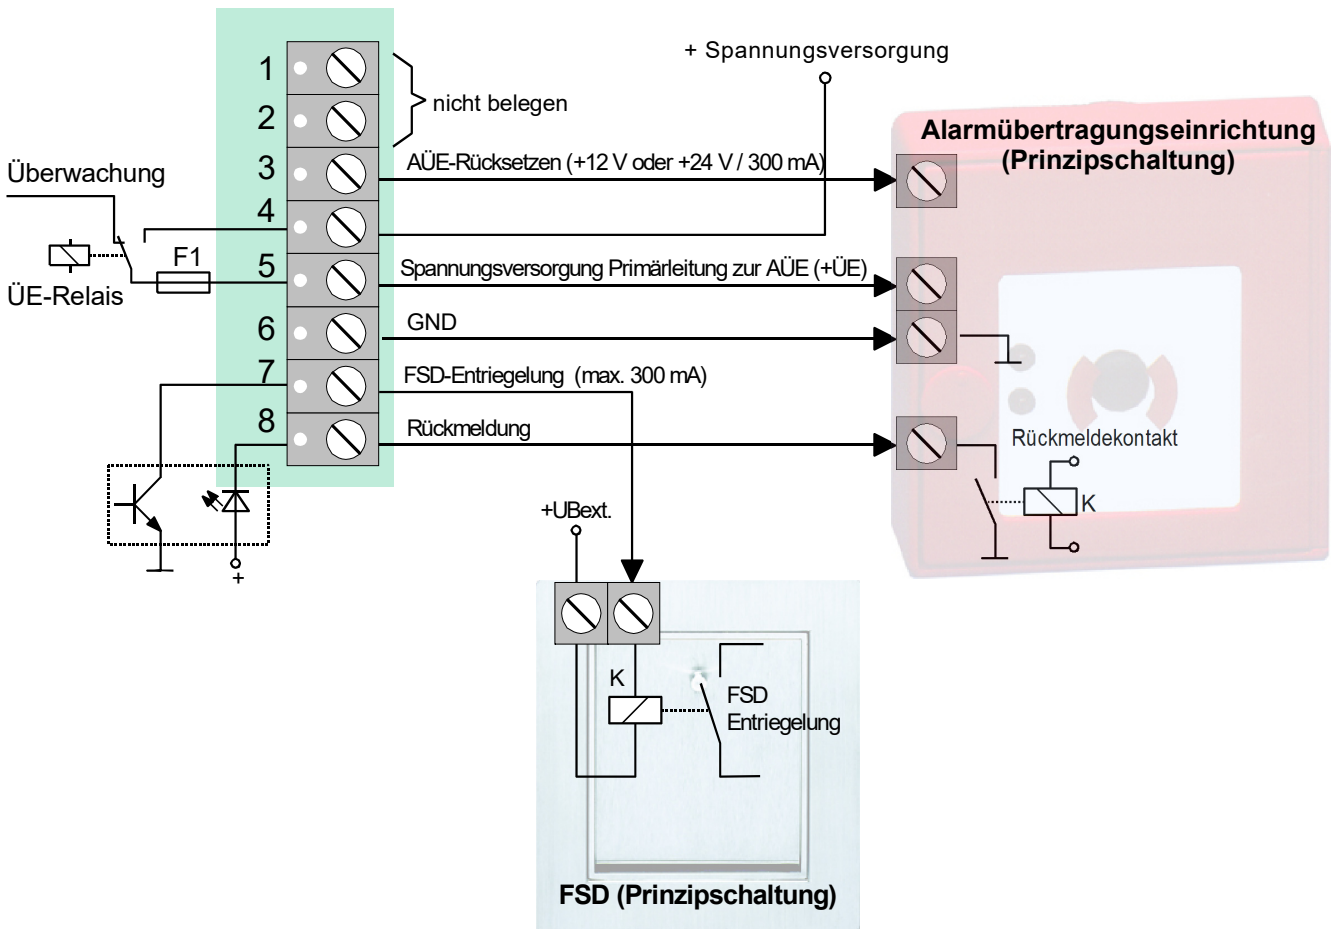 + Spannungsversorgung
1
2
nicht belegen
Alarmübertragungseinrichtung
(Prinzipschaltung)
3
AÜE-Rücksetzen (+12 V oder +24 V / 300 mA)
Überwachung
4
F1
5
Spannungsversorgung Primärleitung zur AÜE (+ÜE)
ÜE-Relais
6
GND
7
FSD-Entriegelung (max. 300 mA)
8
Rückmeldung
Rückmeldekontakt
K
+UBext.
+
K
FSD
Entriegelung
FSD (Prinzipschaltung)